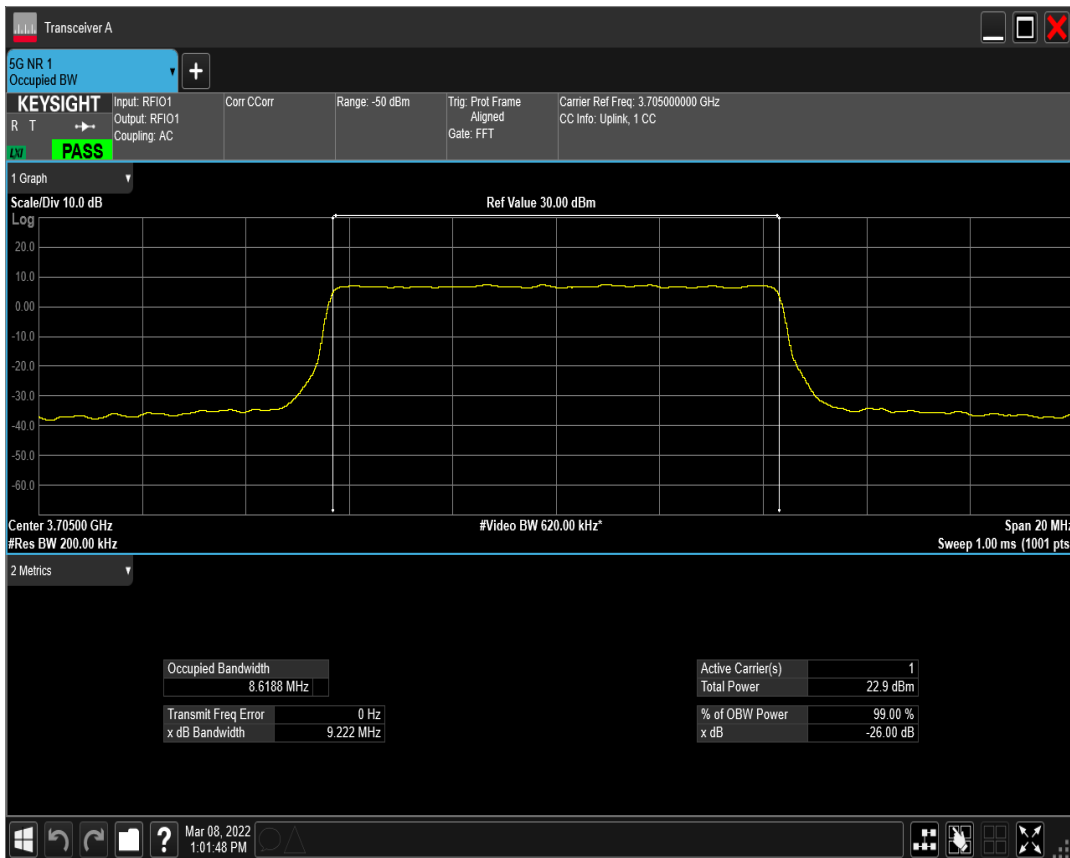 Transceiver A
5G NR 1
Occupied BW
+
KEYSIGHT
R T
LXI PASS
Input: RFIO1
Output: RFIO1
Coupling: AC
Corr CCorr
Range: -50 dBm
Trig: Prot Frame
Aligned
Gate: FFT
Carrier Ref Freq: 3.705000000 GHz
CC Info: Uplink, 1 CC
1 Graph
Scale/Div 10.0 dB
Ref Value 30.00 dBm
Log
20.0
10.0
0.00
-10.0
-20.0
-30.0
-40.0
-50.0
-60.0
Center 3.70500 GHz
#Video BW 620.00 kHz*
Span 20 MHz
#Res BW 200.00 kHz
Sweep 1.00 ms (1001 pts
2 Metrics
Occupied Bandwidth
8.6188 MHz
Transmit Freq Error 0 Hz
x dB Bandwidth 9.222 MHz
Active Carrier(s) 1
Total Power 22.9 dBm
% of OBW Power 99.00 %
x dB -26.00 dB
?
Mar 08, 2022
1:01:48 PM